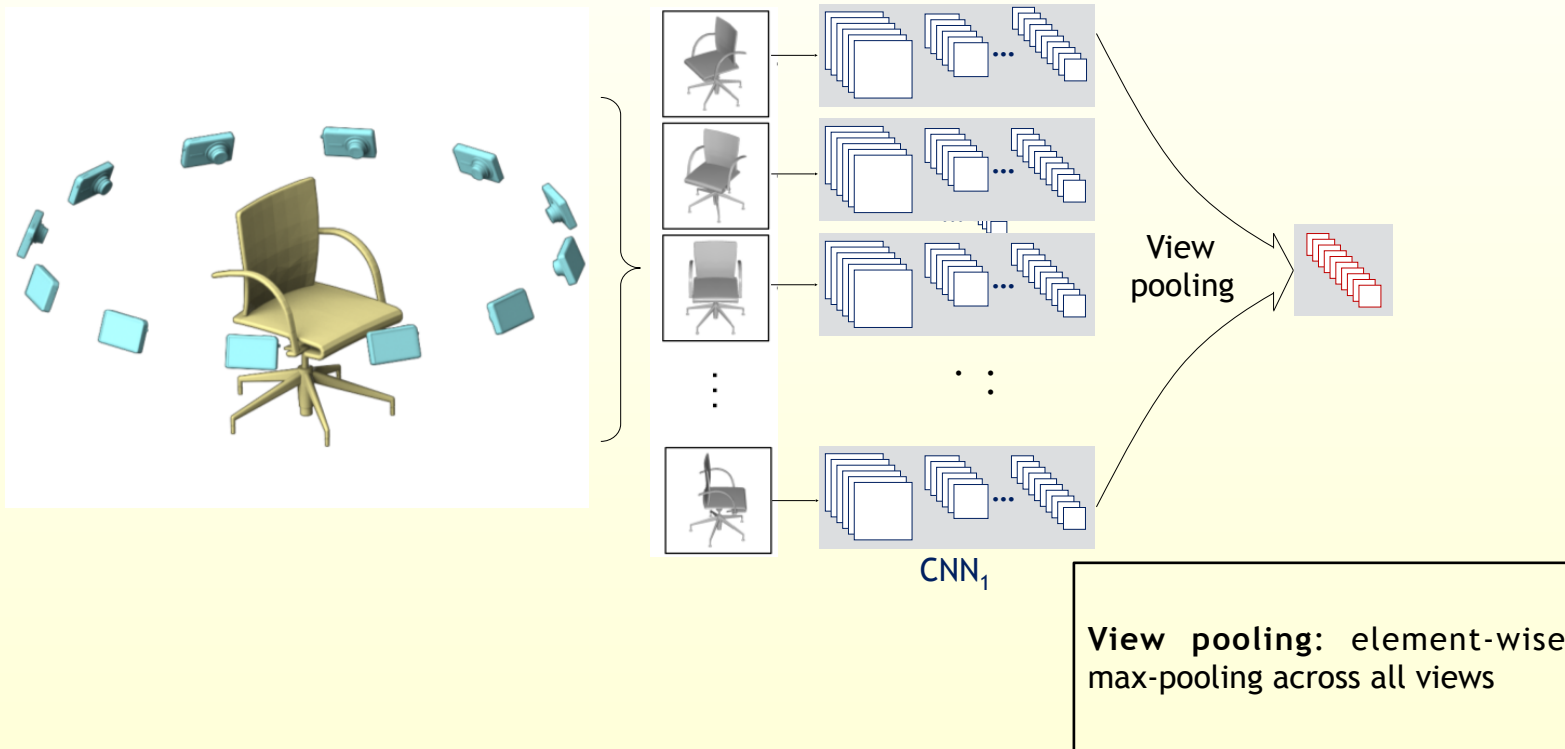 View
pooling
CNN₁
View pooling: element-wise
max-pooling across all views